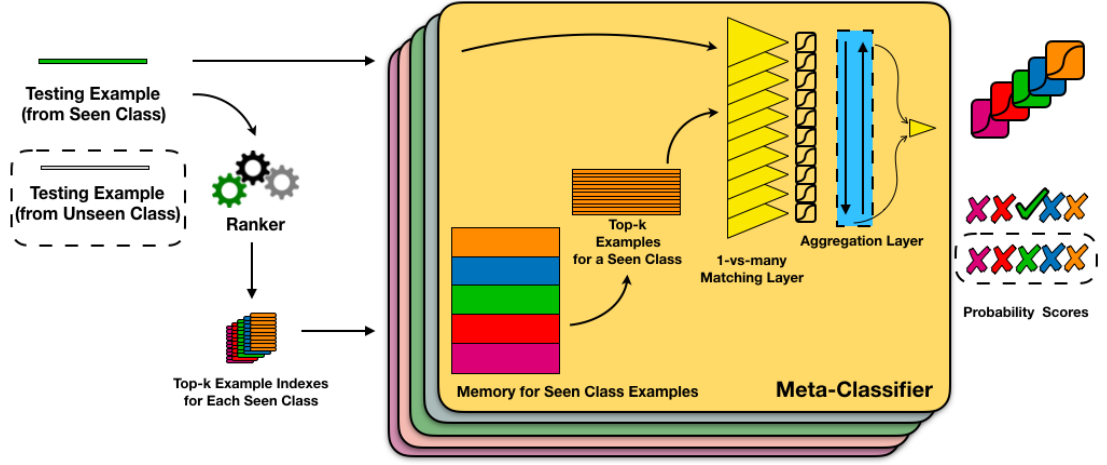 Testing Example
(from Seen Class)
Testing Example
(from Unseen Class)
Ranker
Top-k Example Indexes
for Each Seen Class
Memory for Seen Class Examples
Top-k
Examples
for a Seen Class
1-vs-many
Matching Layer
Aggregation Layer
Meta-Classifier
Probability Scores